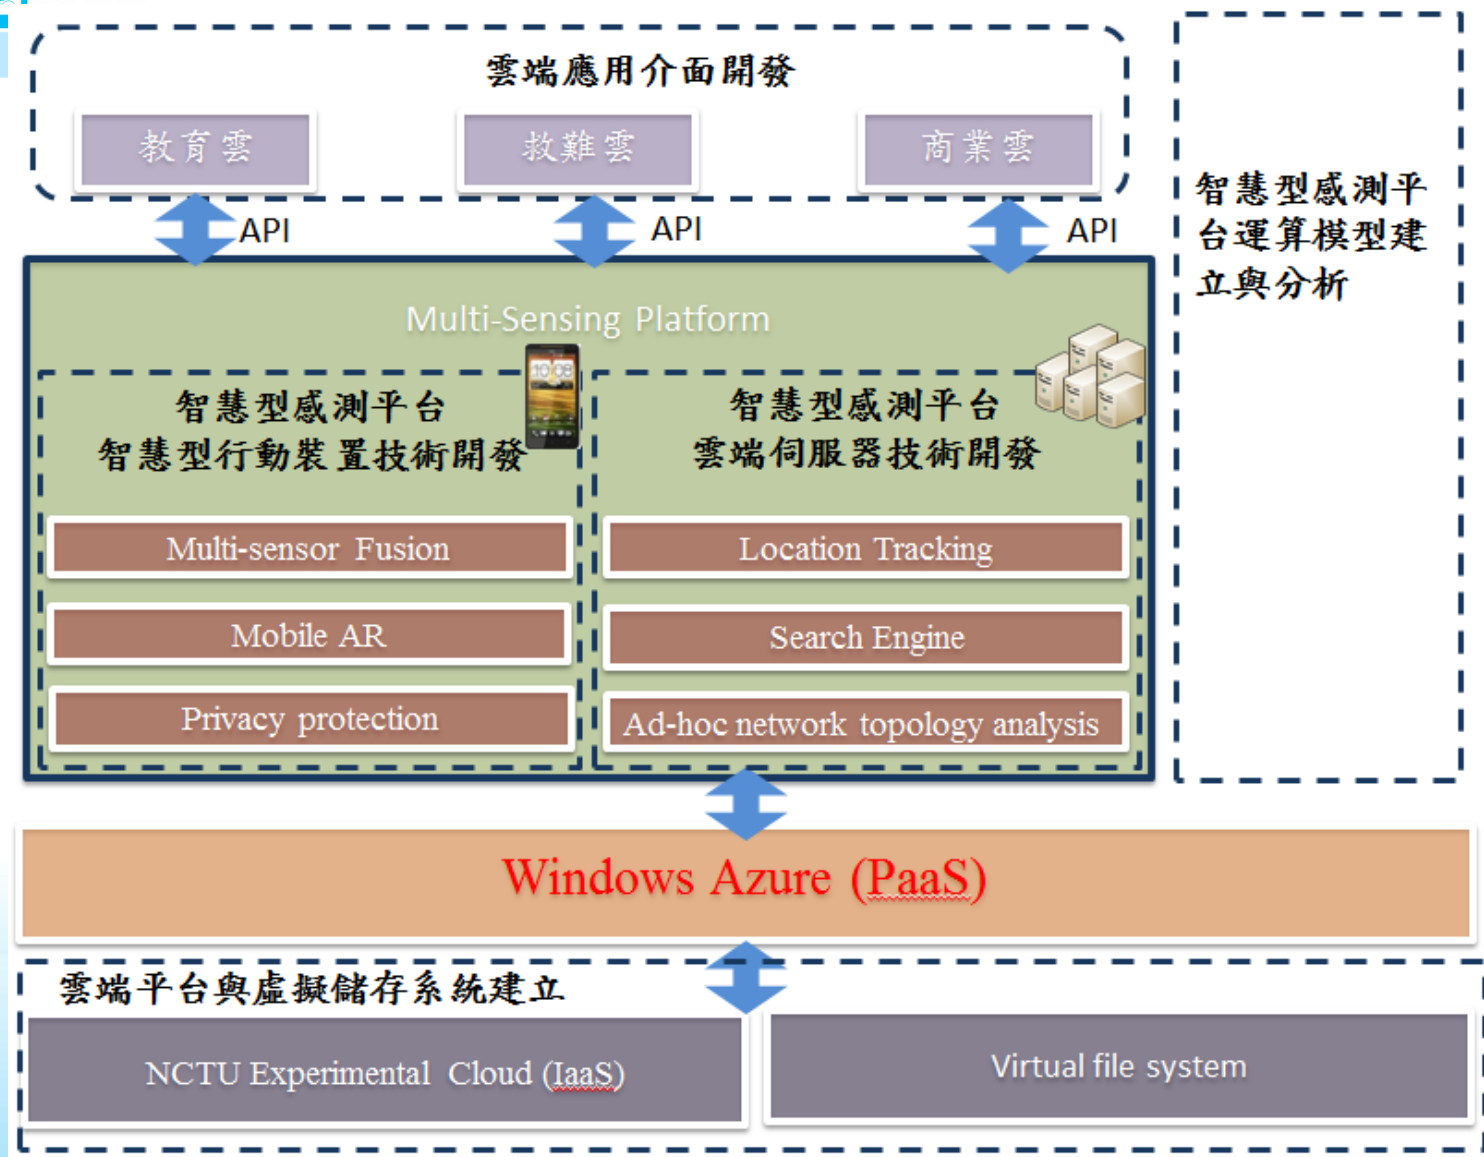 雲端應用介面開發
教育雲
救難雲
商業雲
API
API
API
智慧型感測平
台運算模型建
立與分析
Multi-Sensing Platform
10:08
智慧型感測平台
智慧型行動裝置技術開發
Multi-sensor Fusion
Mobile AR
Privacy protection
智慧型感測平台
雲端伺服器技術開發
Location Tracking
Search Engine
Ad-hoc network topology analysis
Windows Azure (PaaS)
雲端平台與虛擬儲存系統建立
NCTU Experimental Cloud (IaaS)
Virtual file system